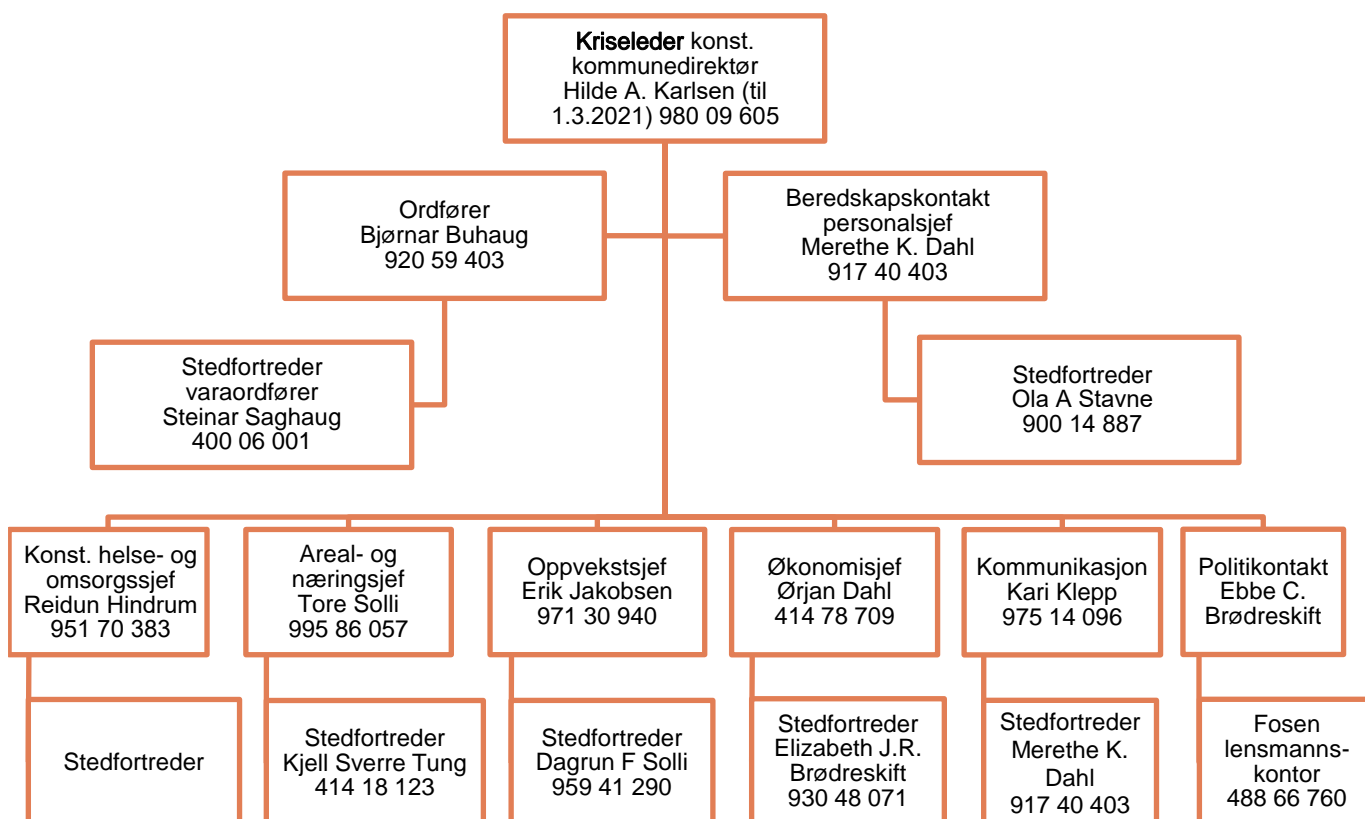 Kriseleder konst.
kommunedirektør
Hilde A. Karlsen (til
1.3.2021) 980 09 605
Ordfører
Bjørnar Buhaug
920 59 403
Beredskapskontakt
personalsjef
Merethe K. Dahl
917 40 403
Stedfortreder
varaordfører
Steinar Saghaug
400 06 001
Stedfortreder
Ola A Stavne
900 14 887
Konst. helse- og
omsorgssjef
Reidun Hindrum
951 70 383
Areal- og
næringsjef
Tore Solli
995 86 057
Oppvekstsjef
Erik Jakobsen
971 30 940
Økonomisjef
Ørjan Dahl
414 78 709
Kommunikasjon
Kari Klepp
975 14 096
Politikontakt
Ebbe C.
Brødreskift
Stedfortreder
Stedfortreder
Kjell Sverre Tung
414 18 123
Stedfortreder
Dagrun F Solli
959 41 290
Stedfortreder
Elizabeth J.R.
Brødreskift
930 48 071
Stedfortreder
Merethe K.
Dahl
917 40 403
Fosen
lensmanns-
kontor
488 66 760